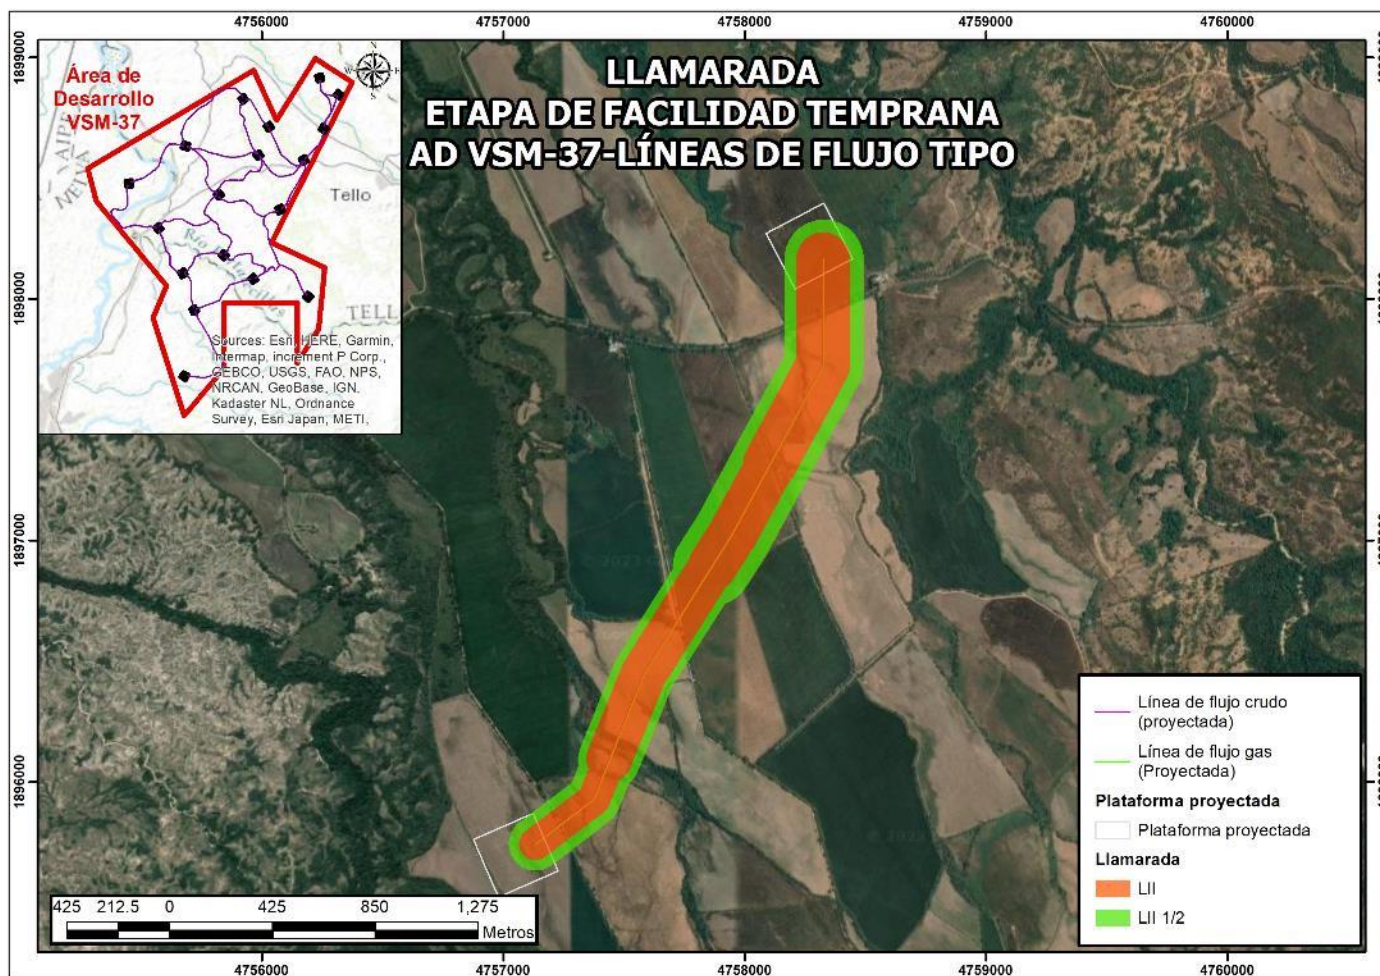 4756000
4757000
4758000
4759000
4760000
LLAMARADA
ETAPA DE FACILIDAD TEMPRANA
AD VSM-37-LÍNEAS DE FLUJO TIPO
Área de
Desarrollo
VSM-37
N
W
E
S
NEIVA
Tello
TELL
Sources: Esri, HERE, Garmin,
Intermap, increment P Corp.,
GEBCO, USGS, FAO, NPS,
NRCAN, GeoBase, IGN,
Kadaster NL, Ordnance
Survey, Esri Japan, METI,
1899000
1898000
1897000
1896000
Línea de flujo crudo
(proyectada)
Línea de flujo gas
(Proyectada)
Plataforma proyectada
Plataforma proyectada
Llamarada
LII
LII 1/2
425 212.5 0 425 850 1,275
Metros
4756000
4757000
4758000
4759000
4760000